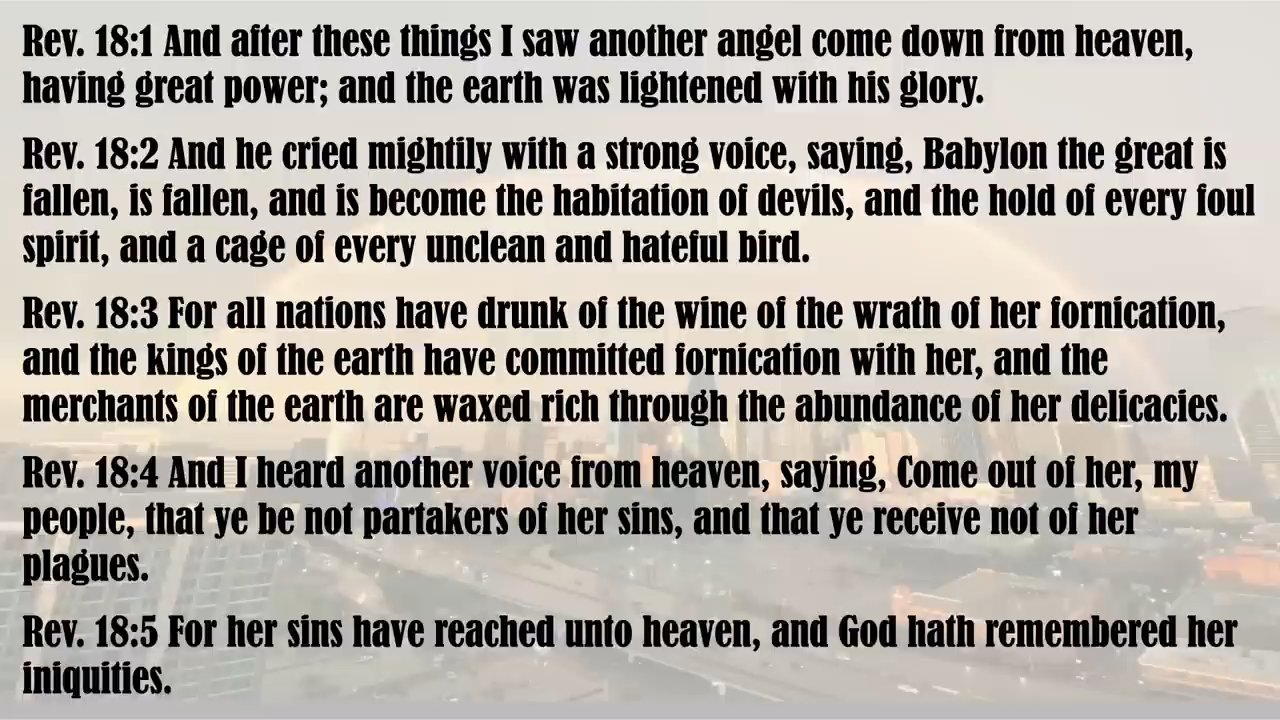 Rev. 18:1 And after these things I saw another angel come down from heaven,
having great power; and the earth was lightened with his glory.
Rev. 18:2 And he cried mightily with a strong voice, saying, Babylon the great is
fallen, is fallen, and is become the habitation of devils, and the hold of every foul
spirit, and a cage of every unclean and hateful bird.
Rev. 18:3 For all nations have drunk of the wine of the wrath of her fornication,
and the kings of the earth have committed fornication with her, and the
merchants of the earth are waxed rich through the abundance of her delicacies.
Rev. 18:4 And I heard another voice from heaven, saying, Come out of her, my
people, that ye be not partakers of her sins, and that ye receive not of her
plagues.
Rev. 18:5 For her sins have reached unto heaven, and God hath remembered her
iniquities.